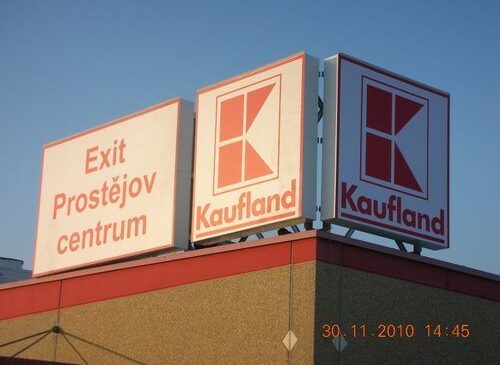 Exit
Prostějov
centrum
Kaufland
Kaufland
30.11.2010 14:45